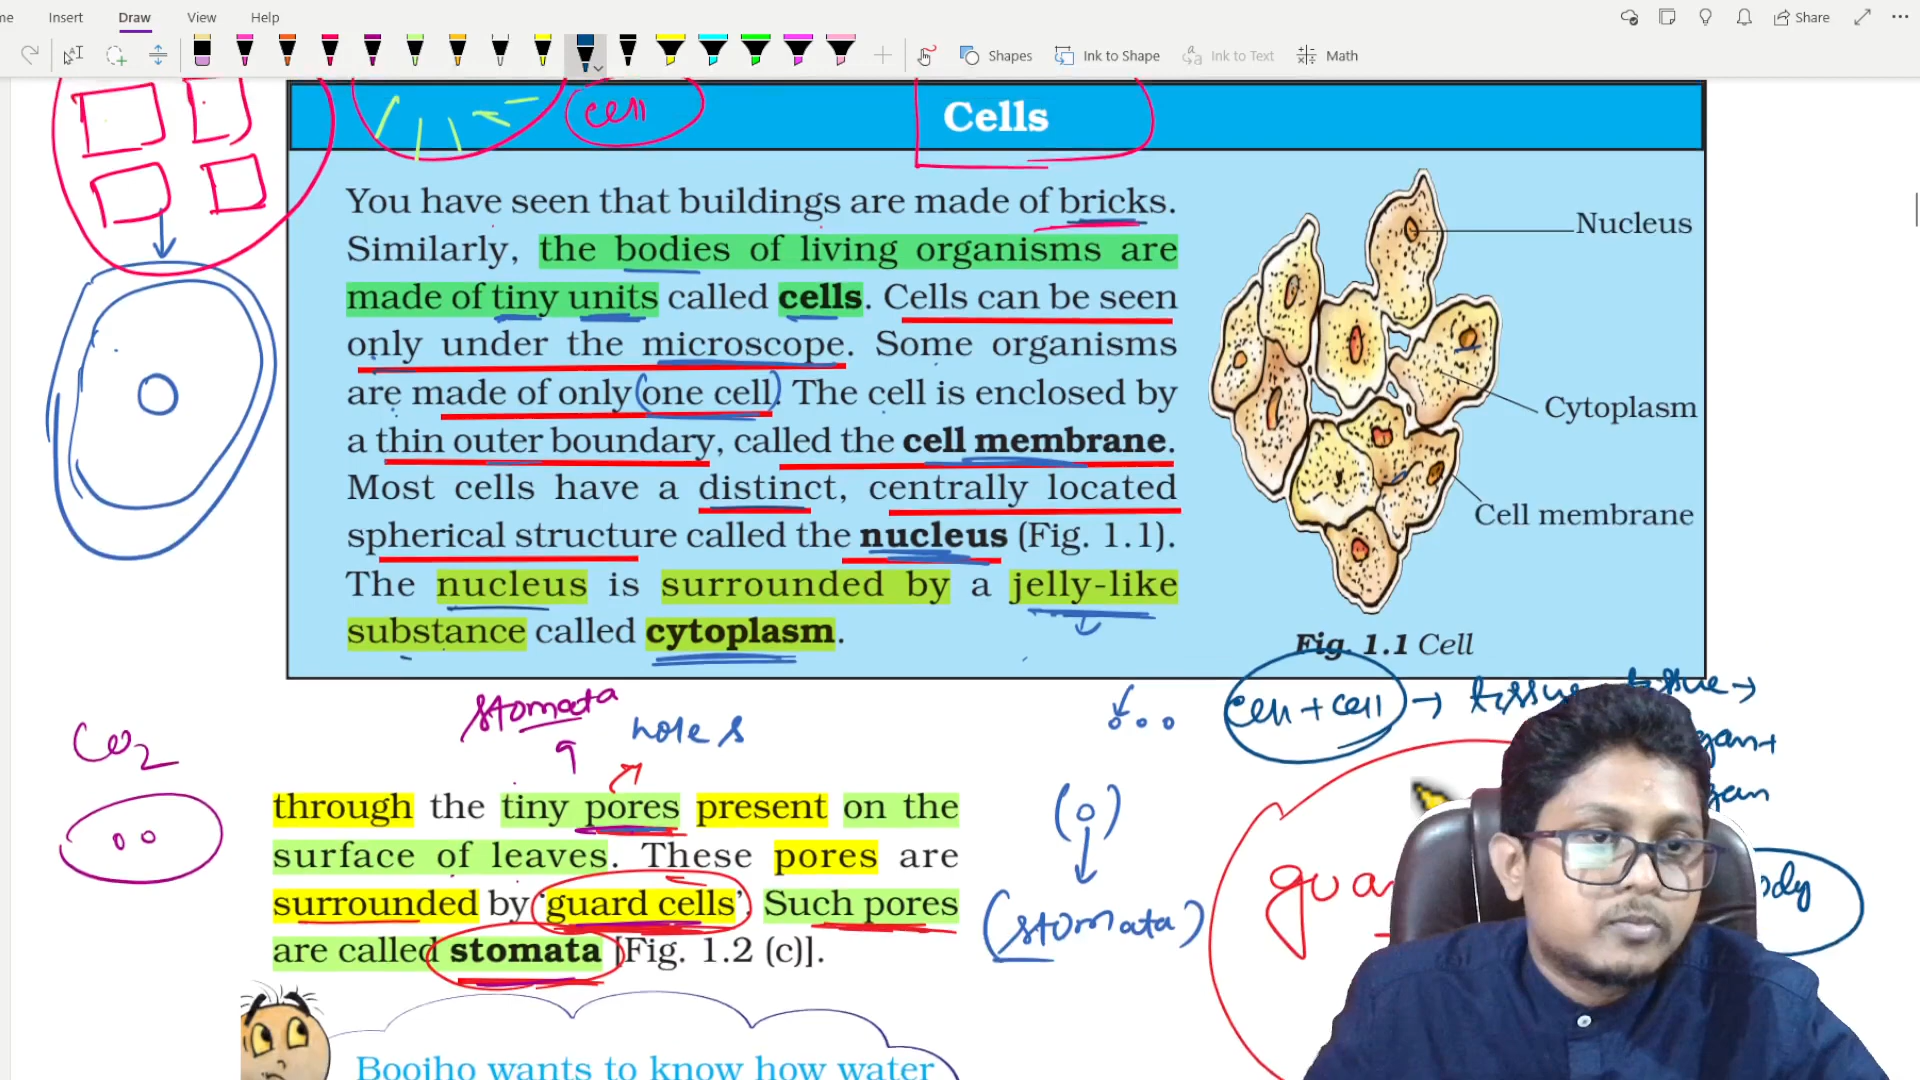 Insert Draw View Help
Share
Shapes Ink to Shape Ink to Text Math
cell
Cells
You have seen that buildings are made of bricks.
Similarly, the bodies of living organisms are
made of tiny units called cells. Cells can be seen
only under the microscope. Some organisms
are made of only one cell. The cell is enclosed by
a thin outer boundary, called the cell membrane.
Most cells have a distinct, centrally located
spherical structure called the nucleus (Fig. 1.1).
The nucleus is surrounded by a jelly-like
substance called cytoplasm.
Nucleus
Cytoplasm
Cell membrane
Fig. 1.1 Cell
stomata
holes
CO2
cell + cell → tissue
tissue →
through the tiny pores present on the
surface of leaves. These pores are
surrounded by ‘guard cells’. Such pores
are called stomata [Fig. 1.2 (c)].
(stomata)
Boojho wants to know how water